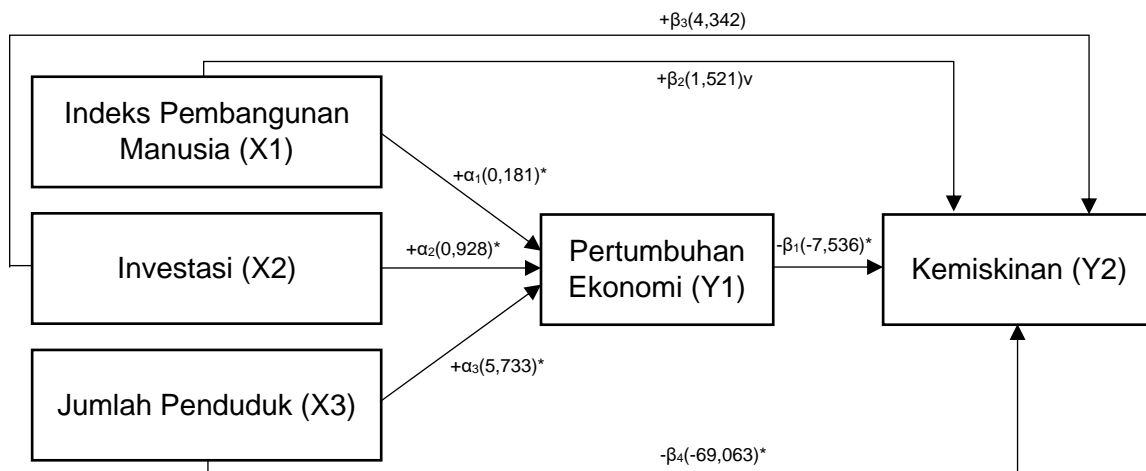 +β₃(4,342)
+β₂(1,521)v
Indeks Pembangunan
Manusia (X1)
+α₁(0,181)*
Investasi (X2)
+α₂(0,928)*
Pertumbuhan
Ekonomi (Y1)
-β₁(-7,536)*
Kemiskinan (Y2)
Jumlah Penduduk (X3)
+α₃(5,733)*
-β₄(-69,063)*